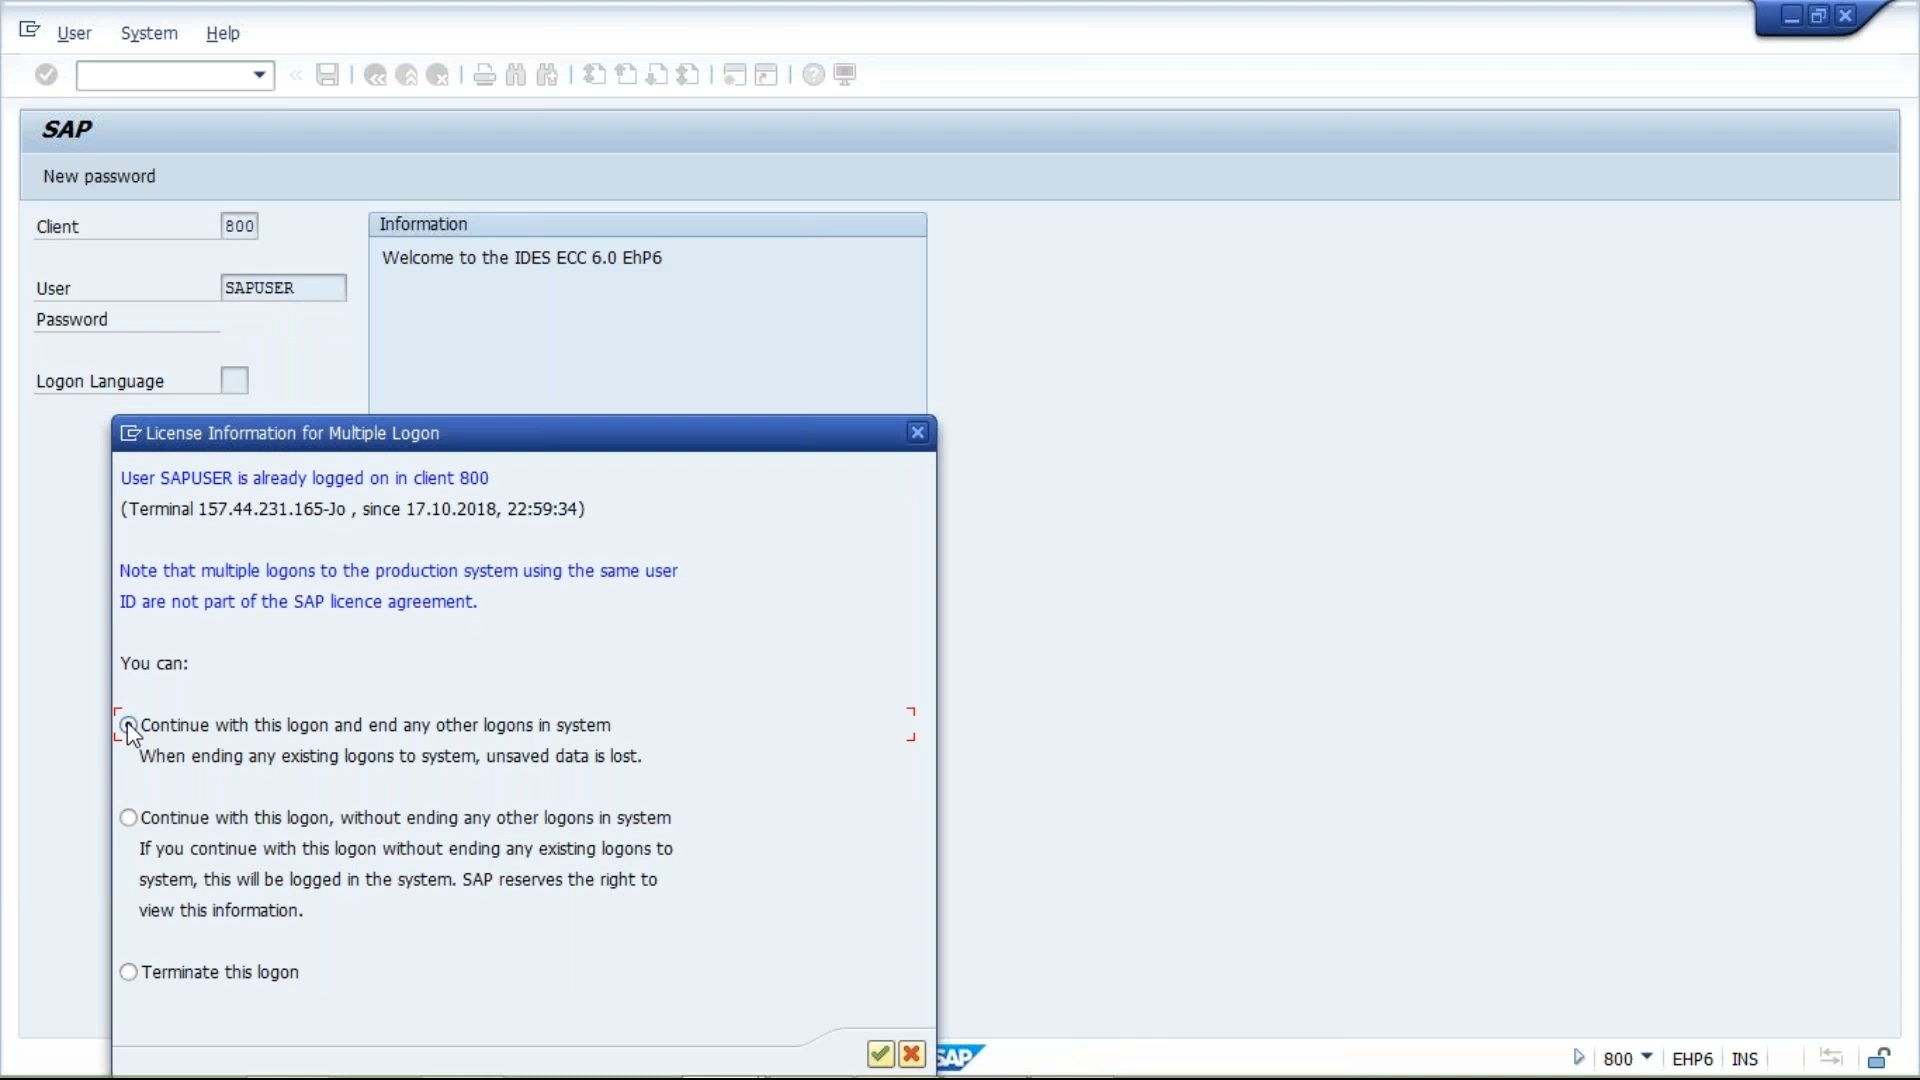 User System Help
SAP
New password
Client 800
User SAPUSER
Password
Logon Language
Information
Welcome to the IDES ECC 6.0 EhP6
License Information for Multiple Logon
User SAPUSER is already logged on in client 800
(Terminal 157.44.231.165-Jo , since 17.10.2018, 22:59:34)
Note that multiple logons to the production system using the same user
ID are not part of the SAP licence agreement.
You can:
Continue with this logon and end any other logons in system
When ending any existing logons to system, unsaved data is lost.
Continue with this logon, without ending any other logons in system
If you continue with this logon without ending any existing logons to
system, this will be logged in the system. SAP reserves the right to
view this information.
Terminate this logon
SAP
800 EHP6 INS